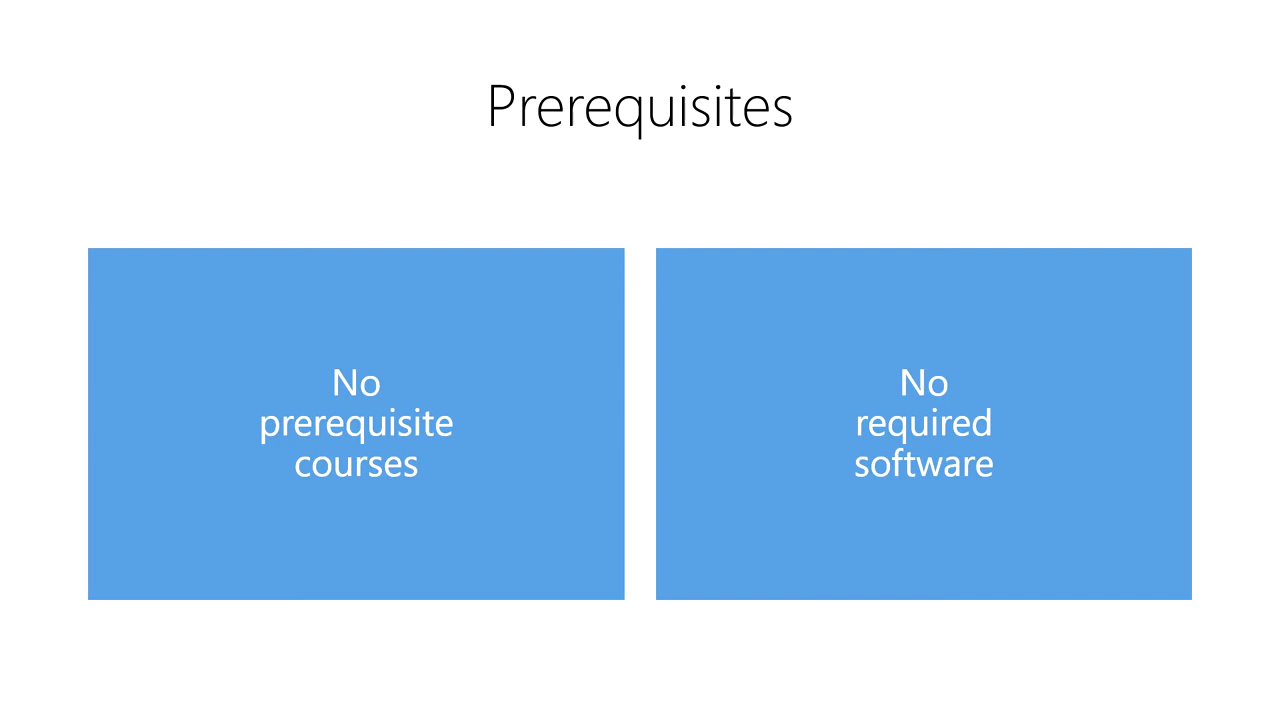 Prerequisites
No
prerequisite
courses
No
required
software